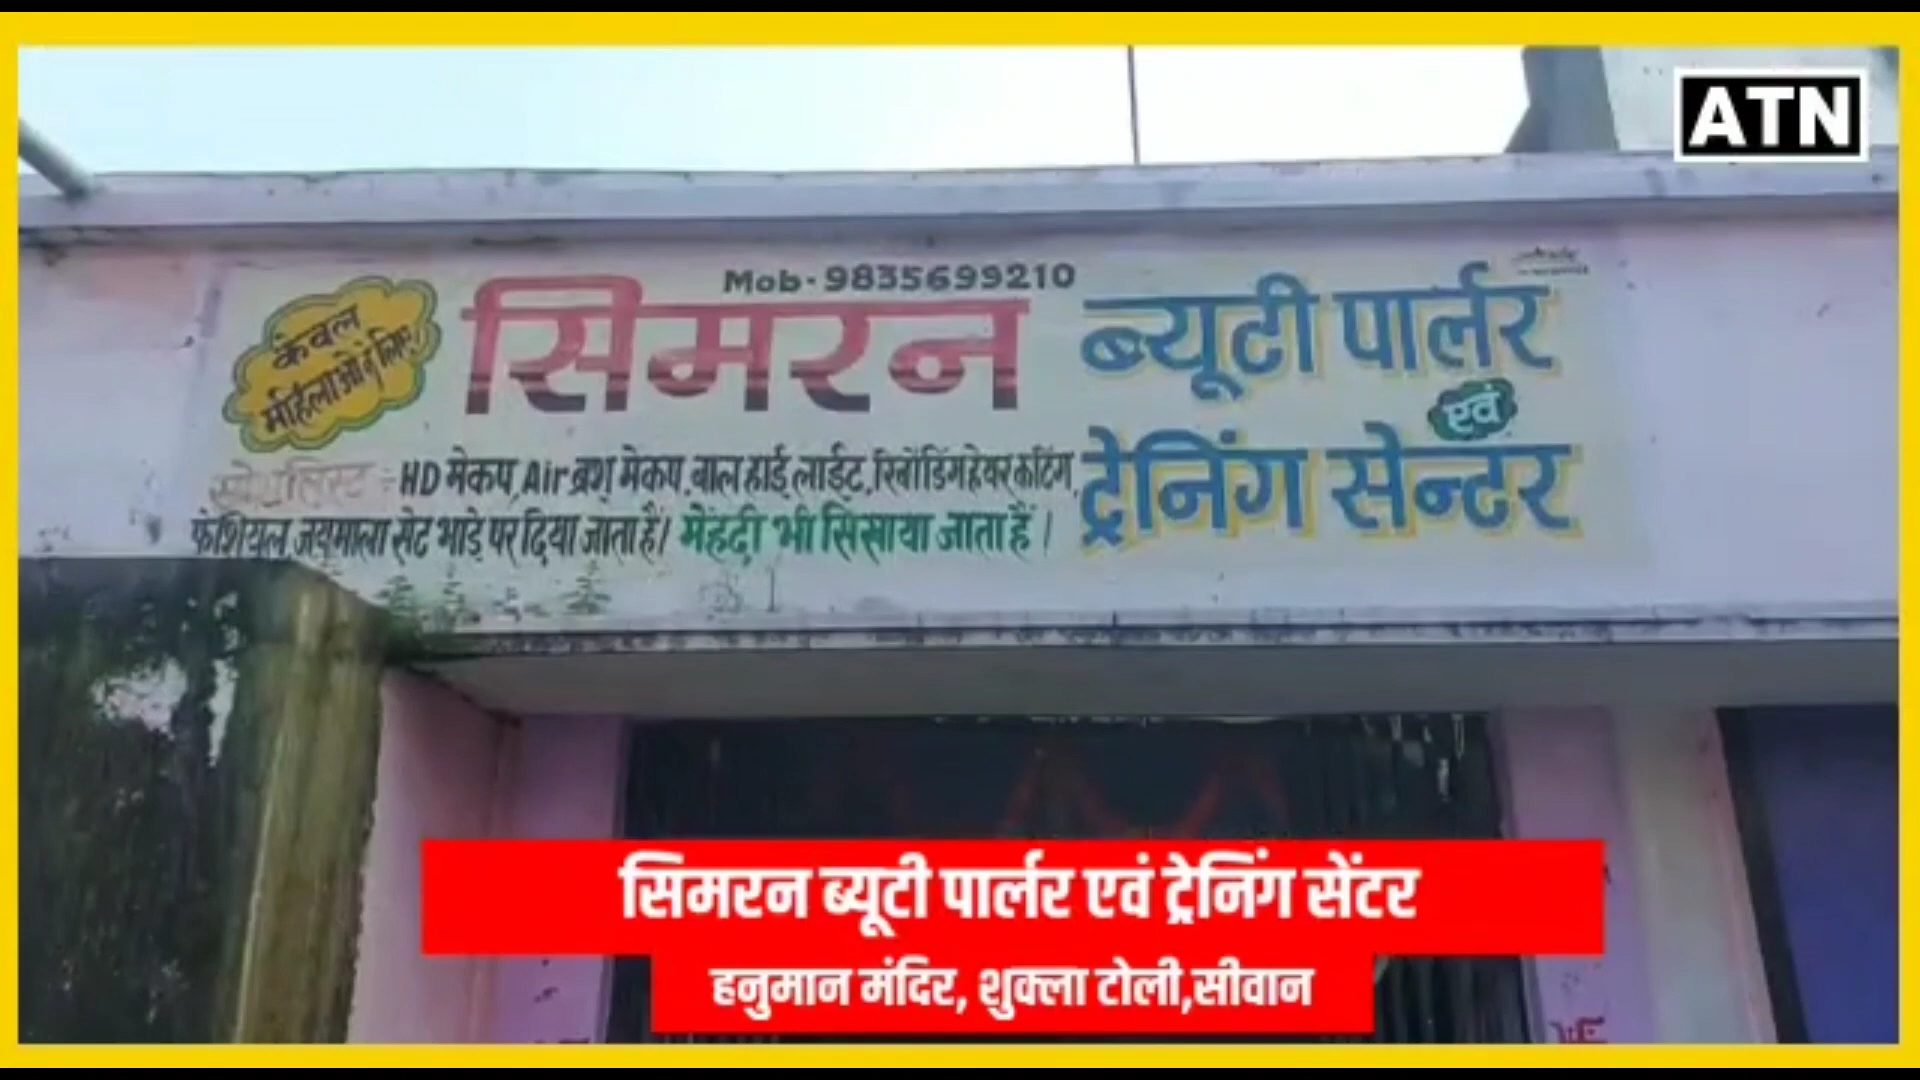 ATN
Mob-9835699210
केवल
महिलाओं के लिए
सिमरन
ब्यूटी पार्लर
एवं
ट्रेनिंग सेन्टर
स्पेशलिस्ट - HD मेकप, Air ब्रश मेकप, बाल हाई लाईट, रिबोंडिंग हेयर कटिंग,
फेशियल, जयमाला सेट भाड़े पर दिया जाता है। मेंहदी भी सिखाया जाता हैं।
सिमरन ब्यूटी पार्लर एवं ट्रेनिंग सेंटर
हनुमान मंदिर, शुक्ला टोली,सीवान